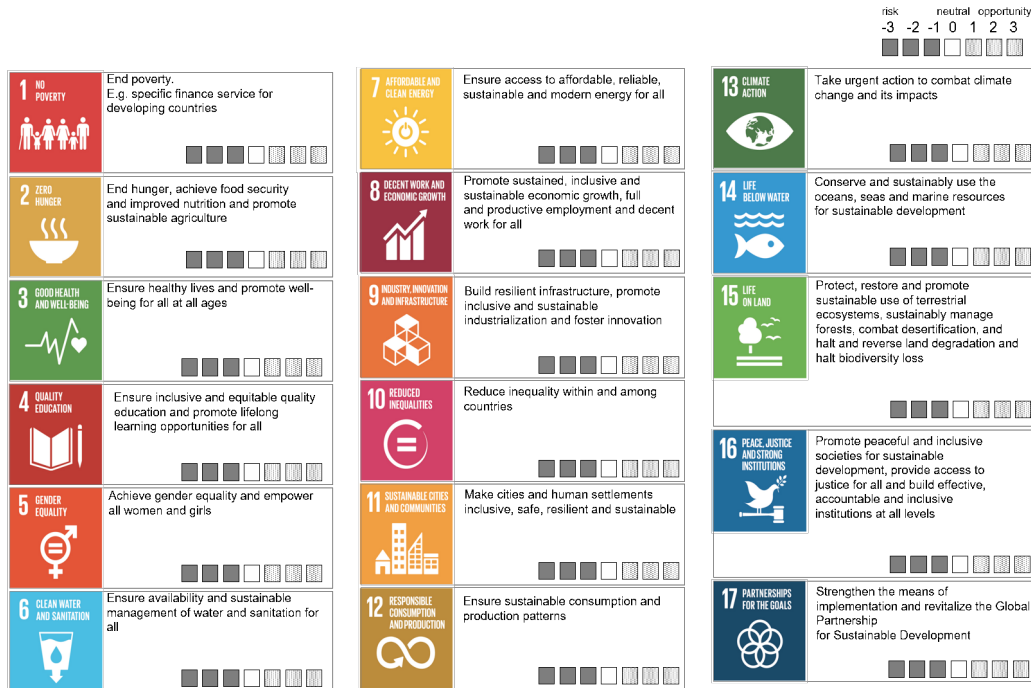 risk neutral opportunity
-3 -2 -1 0 1 2 3
1 NO
POVERTY
End poverty.
E.g. specific finance service for
developing countries
2 ZERO
HUNGER
End hunger, achieve food security
and improved nutrition and promote
sustainable agriculture
3 GOOD HEALTH
AND WELL-BEING
Ensure healthy lives and promote well-
being for all at all ages
4 QUALITY
EDUCATION
Ensure inclusive and equitable quality
education and promote lifelong
learning opportunities for all
5 GENDER
EQUALITY
Achieve gender equality and empower
all women and girls
6 CLEAN WATER
AND SANITATION
Ensure availability and sustainable
management of water and sanitation for
all
7 AFFORDABLE AND
CLEAN ENERGY
Ensure access to affordable, reliable,
sustainable and modern energy for all
8 DECENT WORK AND
ECONOMIC GROWTH
Promote sustained, inclusive and
sustainable economic growth, full
and productive employment and decent
work for all
9 INDUSTRY, INNOVATION
AND INFRASTRUCTURE
Build resilient infrastructure, promote
inclusive and sustainable
industrialization and foster innovation
10 REDUCED
INEQUALITIES
Reduce inequality within and among
countries
11 SUSTAINABLE CITIES
AND COMMUNITIES
Make cities and human settlements
inclusive, safe, resilient and sustainable
12 RESPONSIBLE
CONSUMPTION
AND PRODUCTION
Ensure sustainable consumption and
production patterns
13 CLIMATE
ACTION
Take urgent action to combat climate
change and its impacts
14 LIFE
BELOW WATER
Conserve and sustainably use the
oceans, seas and marine resources
for sustainable development
15 LIFE
ON LAND
Protect, restore and promote
sustainable use of terrestrial
ecosystems, sustainably manage
forests, combat desertification, and
halt and reverse land degradation and
halt biodiversity loss
16 PEACE, JUSTICE
AND STRONG
INSTITUTIONS
Promote peaceful and inclusive
societies for sustainable
development, provide access to
justice for all and build effective,
accountable and inclusive
institutions at all levels
17 PARTNERSHIPS
FOR THE GOALS
Strengthen the means of
implementation and revitalize the Global
Partnership
for Sustainable Development